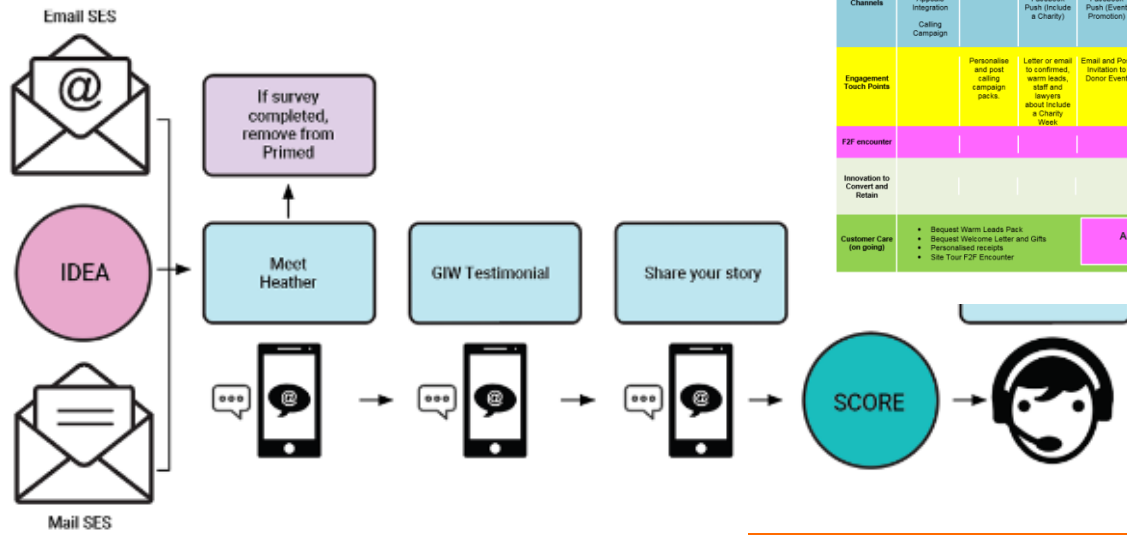 Email SES
@
If survey
completed,
remove from
Primed
IDEA
Meet
Heather
GIW Testimonial
Share your story
@
@
@
SCORE
Mail SES
Channels
Integration
Calling
Campaign
Push (Include
a Charity)
Push (Event
Promotion)
Engagement
Touch Points
Personalise
and post
calling
campaign
packs.
Letter or email
to confirmed,
warm leads,
staff and
lawyers
about Include
a Charity
Week
Email and Pos
Invitation to
Donor Event
F2F encounter
Innovation to
Convert and
Retain
Customer Care
(on going)
• Bequest Warm Leads Pack
• Bequest Welcome Letter and Gifts
• Personalised receipts
• Site Tour F2F Encounter
A